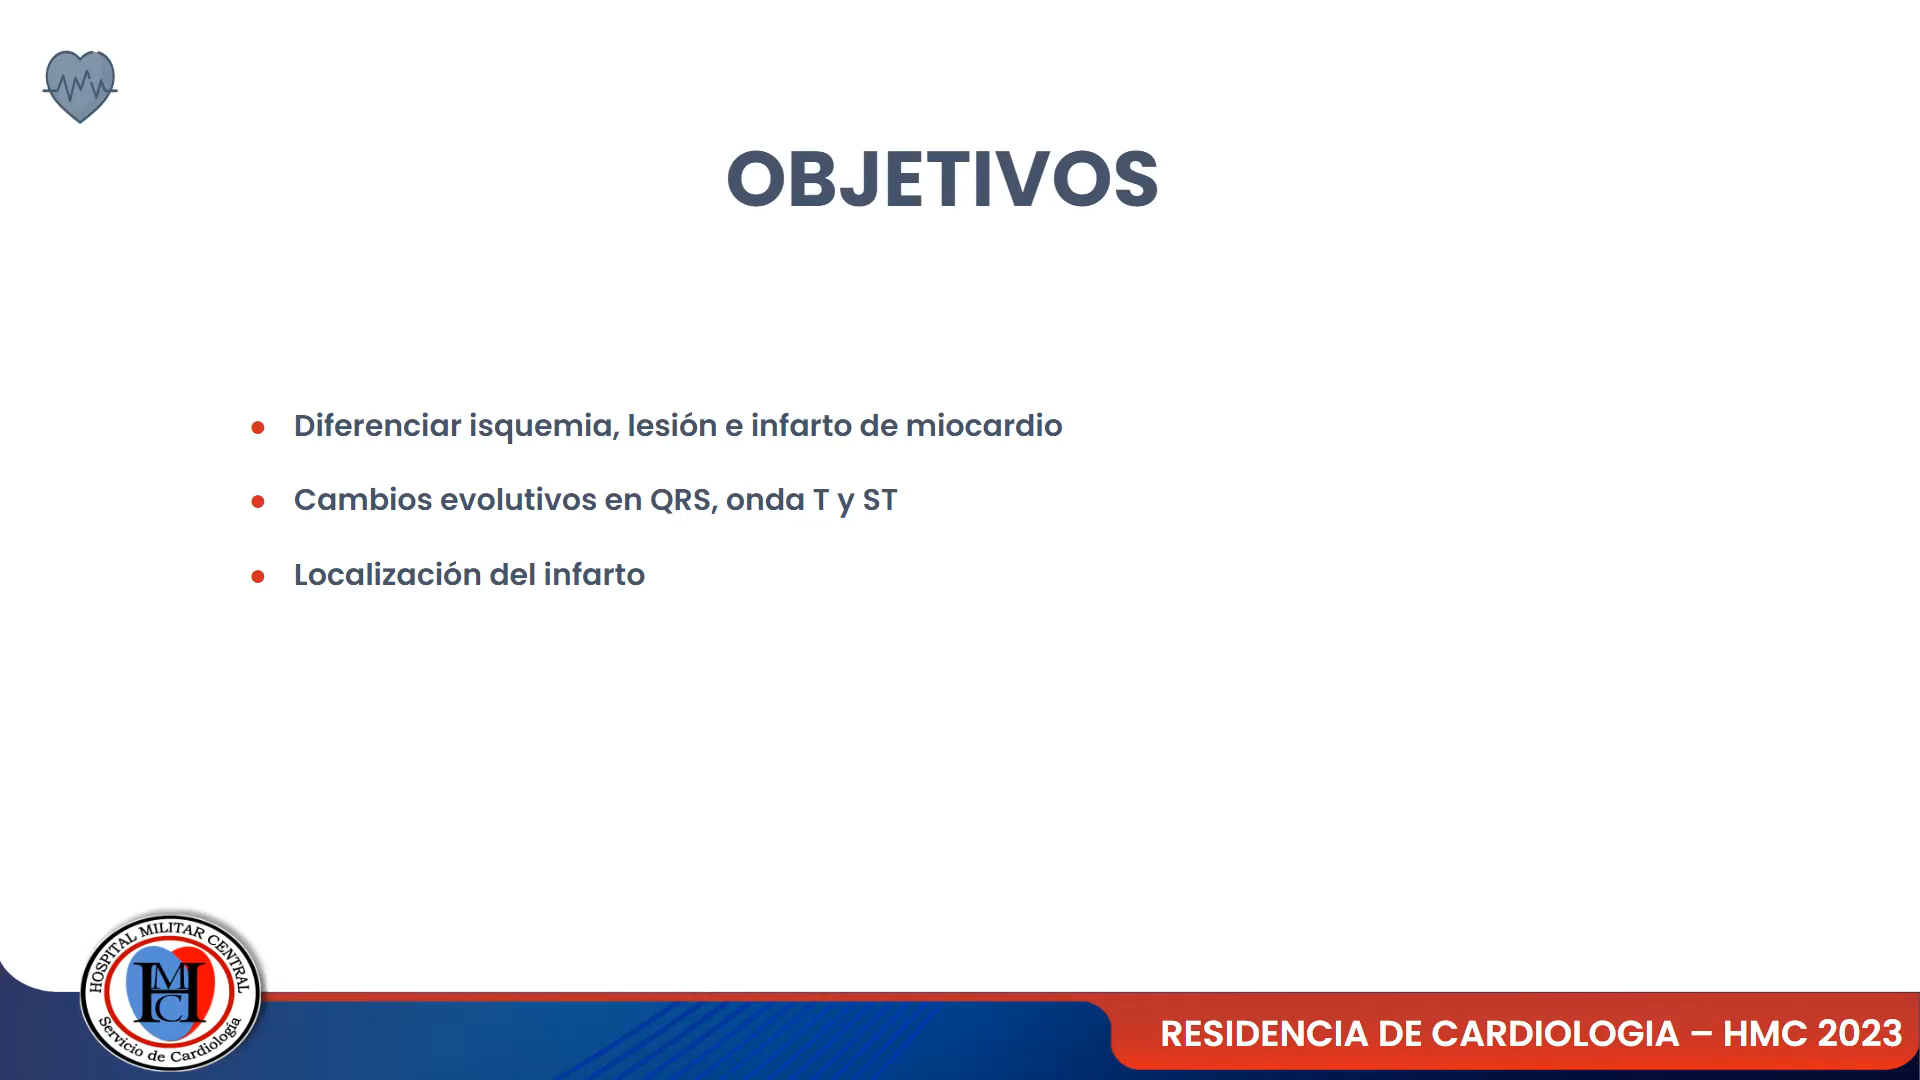 OBJETIVOS
Diferenciar isquemia, lesión e infarto de miocardio
Cambios evolutivos en QRS, onda T y ST
Localización del infarto
HOSPITAL MILITAR CENTRAL
HMC
Servicio de Cardiología
RESIDENCIA DE CARDIOLOGIA – HMC 2023